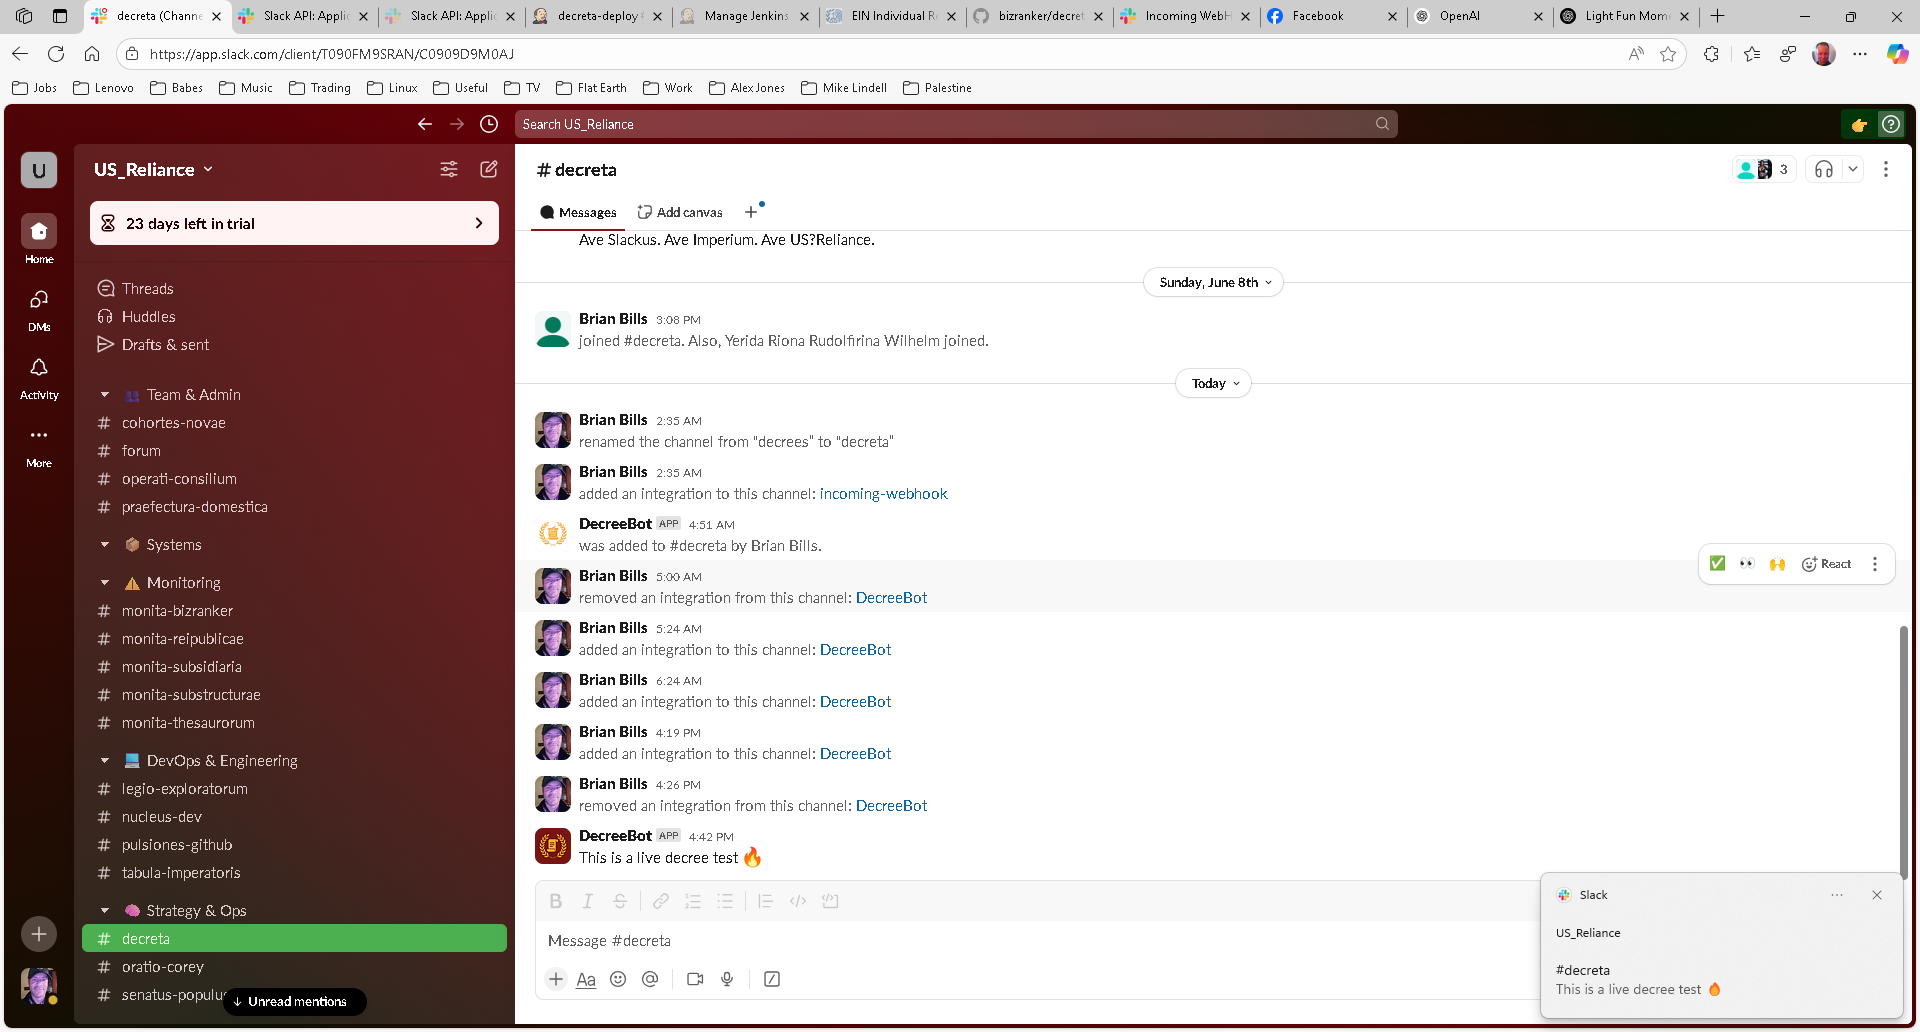 decreta (Channe
Slack API: Applic
Slack API: Applic
decreta-deploy
Manage Jenkins
EIN Individual Re
bizranker/decret
Incoming WebH
Facebook
OpenAI
Light Fun Mome
https://app.slack.com/client/T090FM9SRAN/C0909D9M0AJ
Jobs
Lenovo
Babes
Music
Trading
Linux
Useful
TV
Flat Earth
Work
Alex Jones
Mike Lindell
Palestine
Search US_Reliance
U
US_Reliance
23 days left in trial
Home
DMs
Activity
More
Threads
Huddles
Drafts & sent
Team & Admin
# cohortes-novae
# forum
# operati-consilium
# praefectura-domestica
Systems
Monitoring
# monita-bizranker
# monita-reipublicae
# monita-subsidiaria
# monita-substructurae
# monita-thesaurorum
DevOps & Engineering
# legio-exploratorum
# nucleus-dev
# pulsiones-github
# tabula-imperatoris
Strategy & Ops
# decreta
# oratio-corey
# senatus-populu
↓ Unread mentions
# decreta
3
Messages
Add canvas
Ave Slackus. Ave Imperium. Ave US?Reliance.
Sunday, June 8th
Brian Bills 3:08 PM
joined #decreta. Also, Yerida Riona Rudolfirina Wilhelm joined.
Today
Brian Bills 2:35 AM
renamed the channel from "decrees" to "decreta"
Brian Bills 2:35 AM
added an integration to this channel: incoming-webhook
DecreeBot APP 4:51 AM
was added to #decreta by Brian Bills.
Brian Bills 5:00 AM
removed an integration from this channel: DecreeBot
React
Brian Bills 5:24 AM
added an integration to this channel: DecreeBot
Brian Bills 6:24 AM
added an integration to this channel: DecreeBot
Brian Bills 4:19 PM
added an integration to this channel: DecreeBot
Brian Bills 4:26 PM
removed an integration from this channel: DecreeBot
DecreeBot APP 4:42 PM
This is a live decree test 🔥
B I S
Message #decreta
Aa
Slack
US_Reliance
#decreta
This is a live decree test 🔥